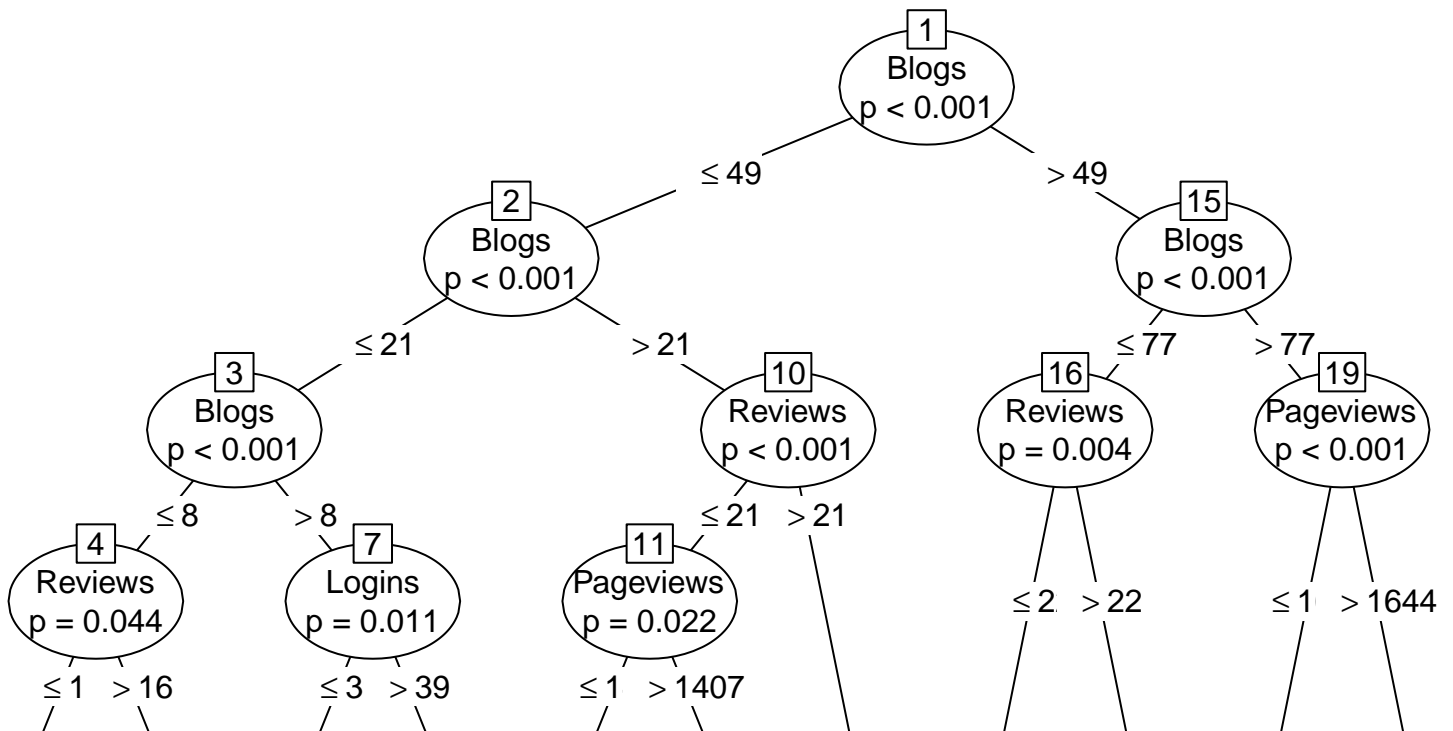 1
Blogs
p < 0.001
≤ 49
> 49
2
Blogs
p < 0.001
15
Blogs
p < 0.001
≤ 21
> 21
≤ 77
> 77
3
Blogs
p < 0.001
10
Reviews
p < 0.001
16
Reviews
p = 0.004
19
Pageviews
p < 0.001
≤ 8
> 8
≤ 21
> 21
4
Reviews
p = 0.044
7
Logins
p = 0.011
11
Pageviews
p = 0.022
≤ 2
> 22
≤ 1
> 1644
≤ 1
> 16
≤ 3
> 39
≤ 1
> 1407